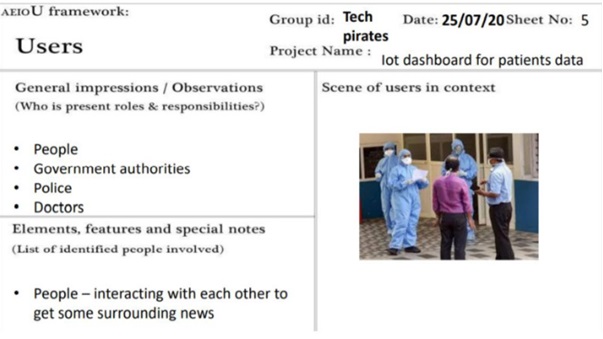 AEIOU framework:
Group id: Tech pirates
Date: 25/07/20 Sheet No: 5
Users
Project Name :
Iot dashboard for patients data
General impressions / Observations
(Who is present roles & responsibilities?)
• People
• Government authorities
• Police
• Doctors
Elements, features and special notes
(List of identified people involved)
• People – interacting with each other to
get some surrounding news
Scene of users in context